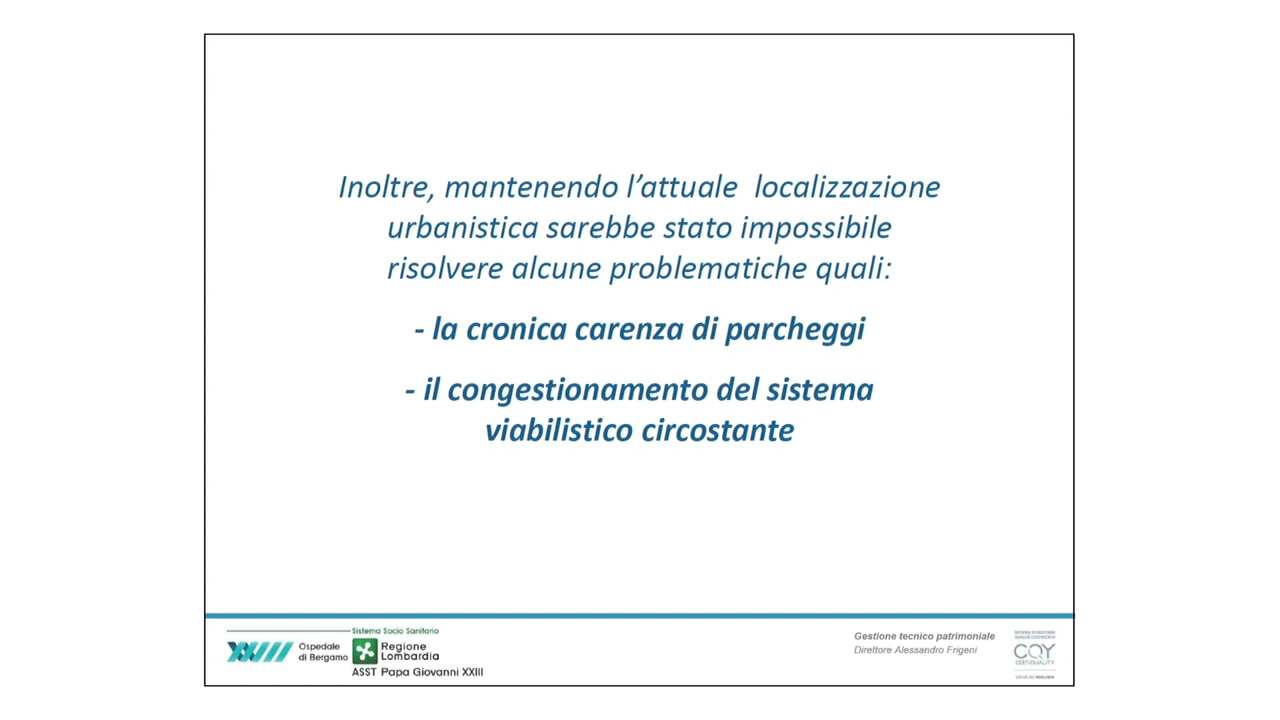 Inoltre, mantenendo l'attuale localizzazione
urbanistica sarebbe stato impossibile
risolvere alcune problematiche quali:
- la cronica carenza di parcheggi
- il congestionamento del sistema
viabilistico circostante
Sistema Socio Sanitario
Ospedale
di Bergamo
Regione
Lombardia
ASST Papa Giovanni XXIII
Gestione tecnico patrimoniale
Direttore Alessandro Frigeni
CQY
CERTIQUALITY